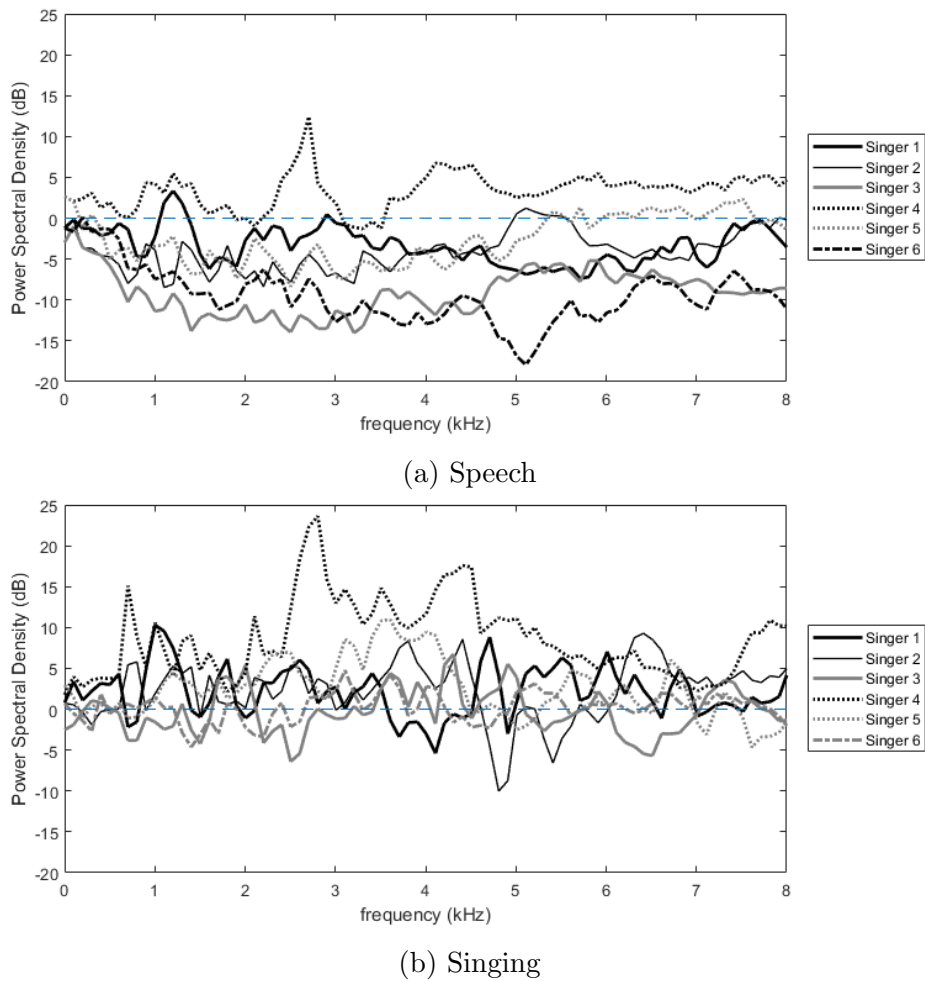 25
20
15
10
5
0
-5
-10
-15
-20
Power Spectral Density (dB)
0 1 2 3 4 5 6 7 8
frequency (kHz)
Singer 1
Singer 2
Singer 3
Singer 4
Singer 5
Singer 6
(a) Speech
25
20
15
10
5
0
-5
-10
-15
-20
Power Spectral Density (dB)
0 1 2 3 4 5 6 7 8
frequency (kHz)
Singer 1
Singer 2
Singer 3
Singer 4
Singer 5
Singer 6
(b) Singing